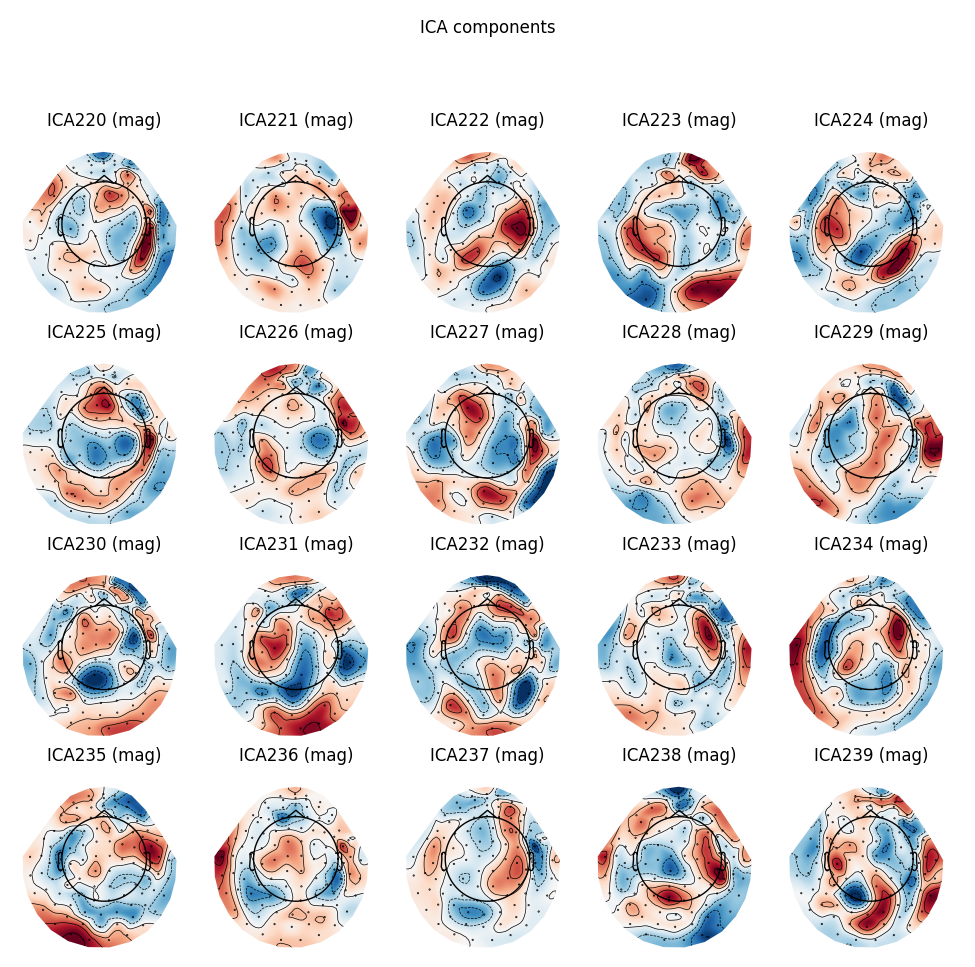 ICA components
ICA220 (mag) ICA221 (mag) ICA222 (mag) ICA223 (mag) ICA224 (mag)
ICA225 (mag) ICA226 (mag) ICA227 (mag) ICA228 (mag) ICA229 (mag)
ICA230 (mag) ICA231 (mag) ICA232 (mag) ICA233 (mag) ICA234 (mag)
ICA235 (mag) ICA236 (mag) ICA237 (mag) ICA238 (mag) ICA239 (mag)